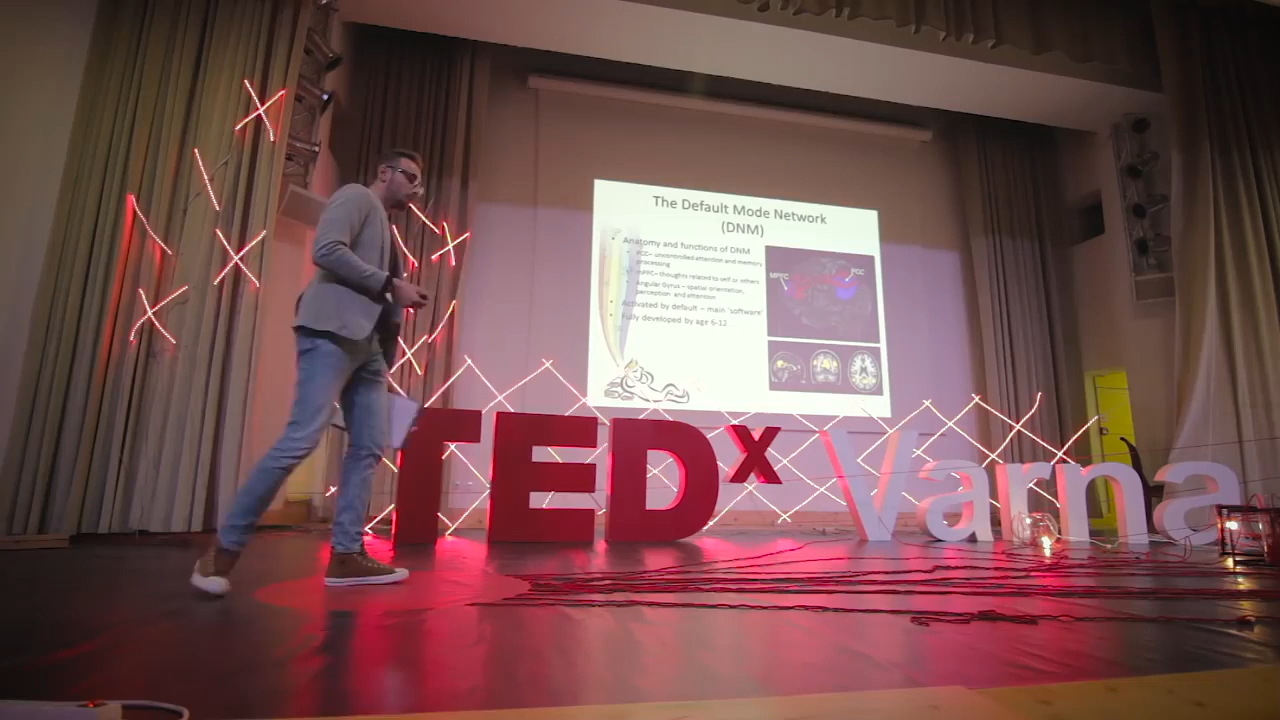 The Default Mode Network
(DNM)
Anatomy and functions of DNM
PCC– uncontrolled attention and memory
processing
mPFC– thoughts related to self or others
Angular Gyrus – spatial orientation,
perception and attention
Activated by default – main 'software'
Fully developed by age 6-12
MPFC
PCC
TEDx Varna